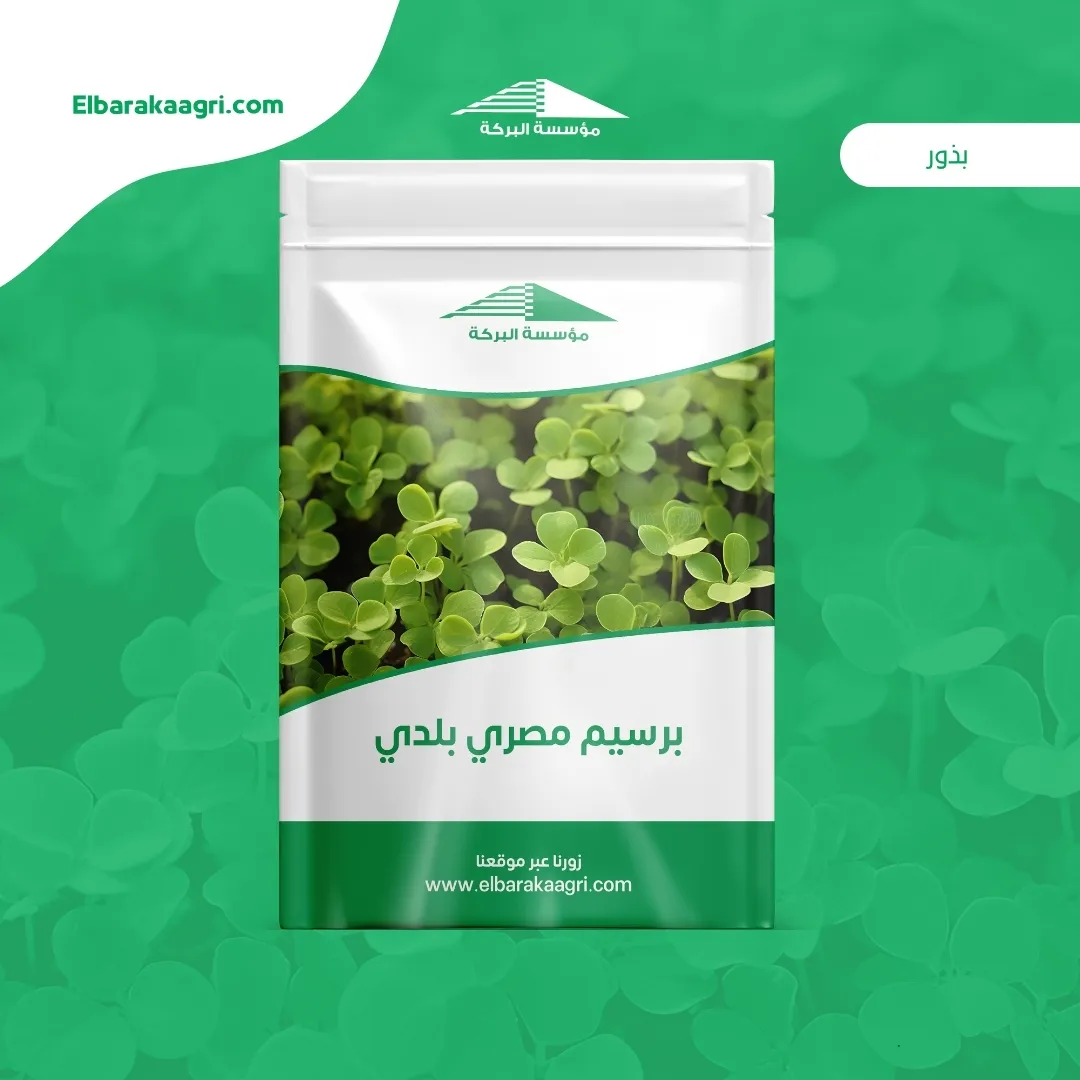 Elbarakaagri.com
مؤسسة البركة
بذور
مؤسسة البركة
برسيم مصري بلدي
زورنا عبر موقعنا
www.elbarakaagri.com